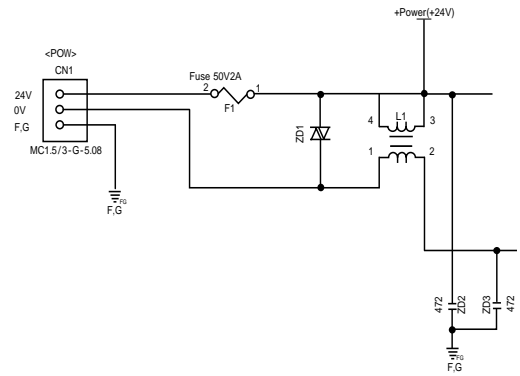 +Power(+24V)
<POW>
CN1
Fuse 50V2A
24V
2
1
0V
F1
F,G
ZD1
4
L1
3
1
2
MC1.5/3-G-5.08
FG
F,G
472
ZD2
ZD3
472
FG
F,G